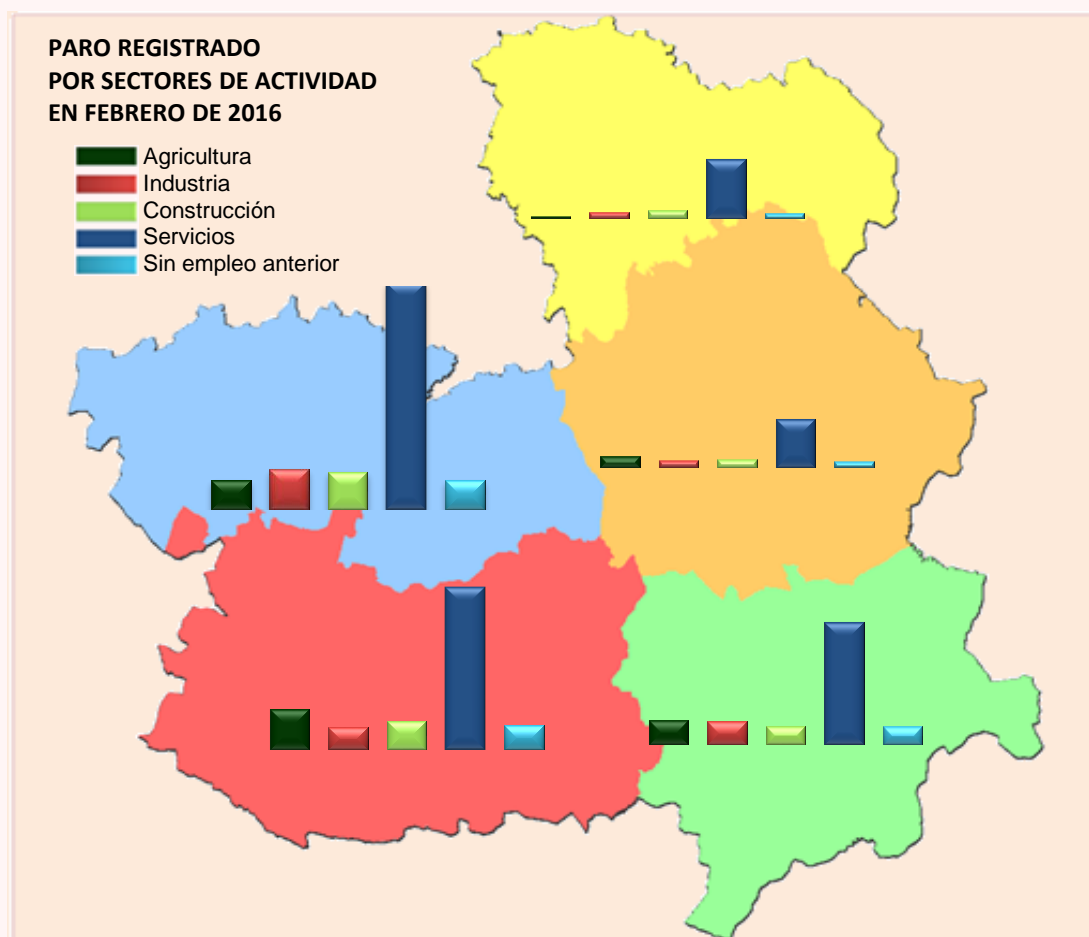 PARO REGISTRADO
POR SECTORES DE ACTIVIDAD
EN FEBRERO DE 2016
Agricultura
Industria
Construcción
Servicios
Sin empleo anterior